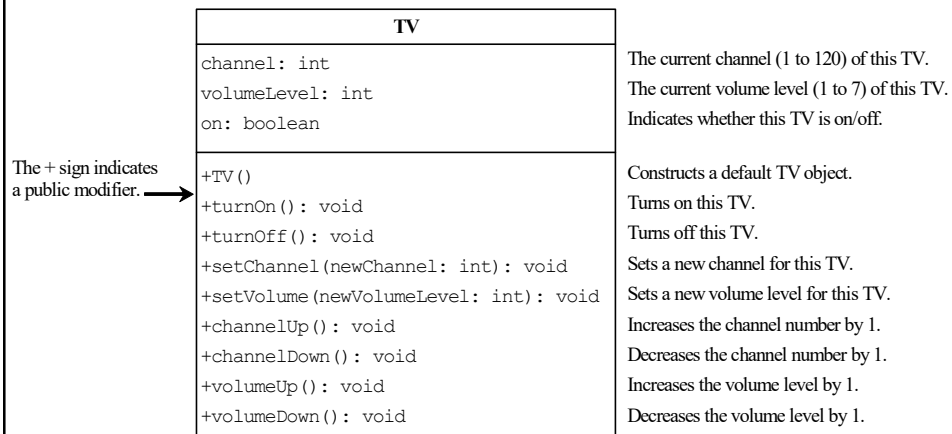 TV
channel: int
The current channel (1 to 120) of this TV.
volumeLevel: int
The current volume level (1 to 7) of this TV.
on: boolean
Indicates whether this TV is on/off.
The + sign indicates
a public modifier.
+TV()
Constructs a default TV object.
+turnOn(): void
Turns on this TV.
+turnOff(): void
Turns off this TV.
+setChannel(newChannel: int): void
Sets a new channel for this TV.
+setVolume(newVolumeLevel: int): void
Sets a new volume level for this TV.
+channelUp(): void
Increases the channel number by 1.
+channelDown(): void
Decreases the channel number by 1.
+volumeUp(): void
Increases the volume level by 1.
+volumeDown(): void
Decreases the volume level by 1.